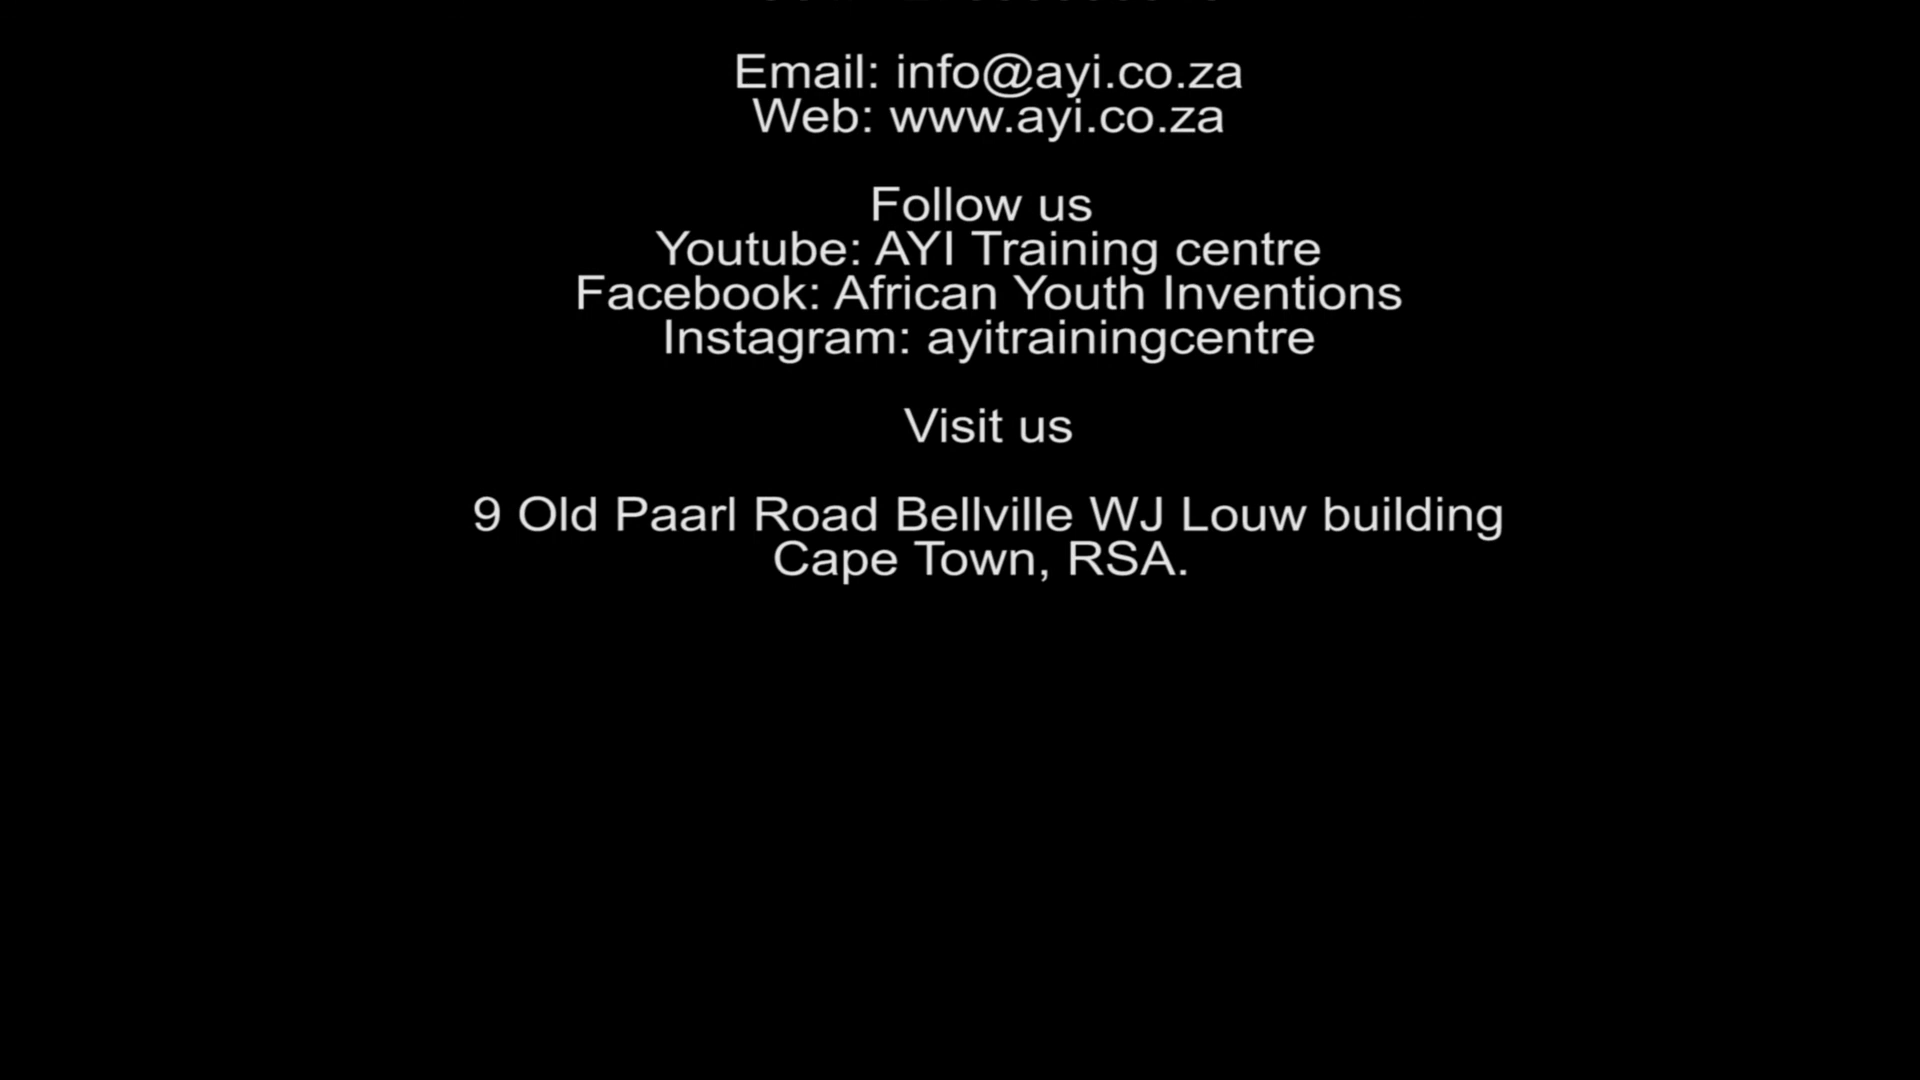 Email: info@ayi.co.za
Web: www.ayi.co.za
Follow us
Youtube: AYI Training centre
Facebook: African Youth Inventions
Instagram: ayitrainingcentre
Visit us
9 Old Paarl Road Bellville WJ Louw building
Cape Town, RSA.